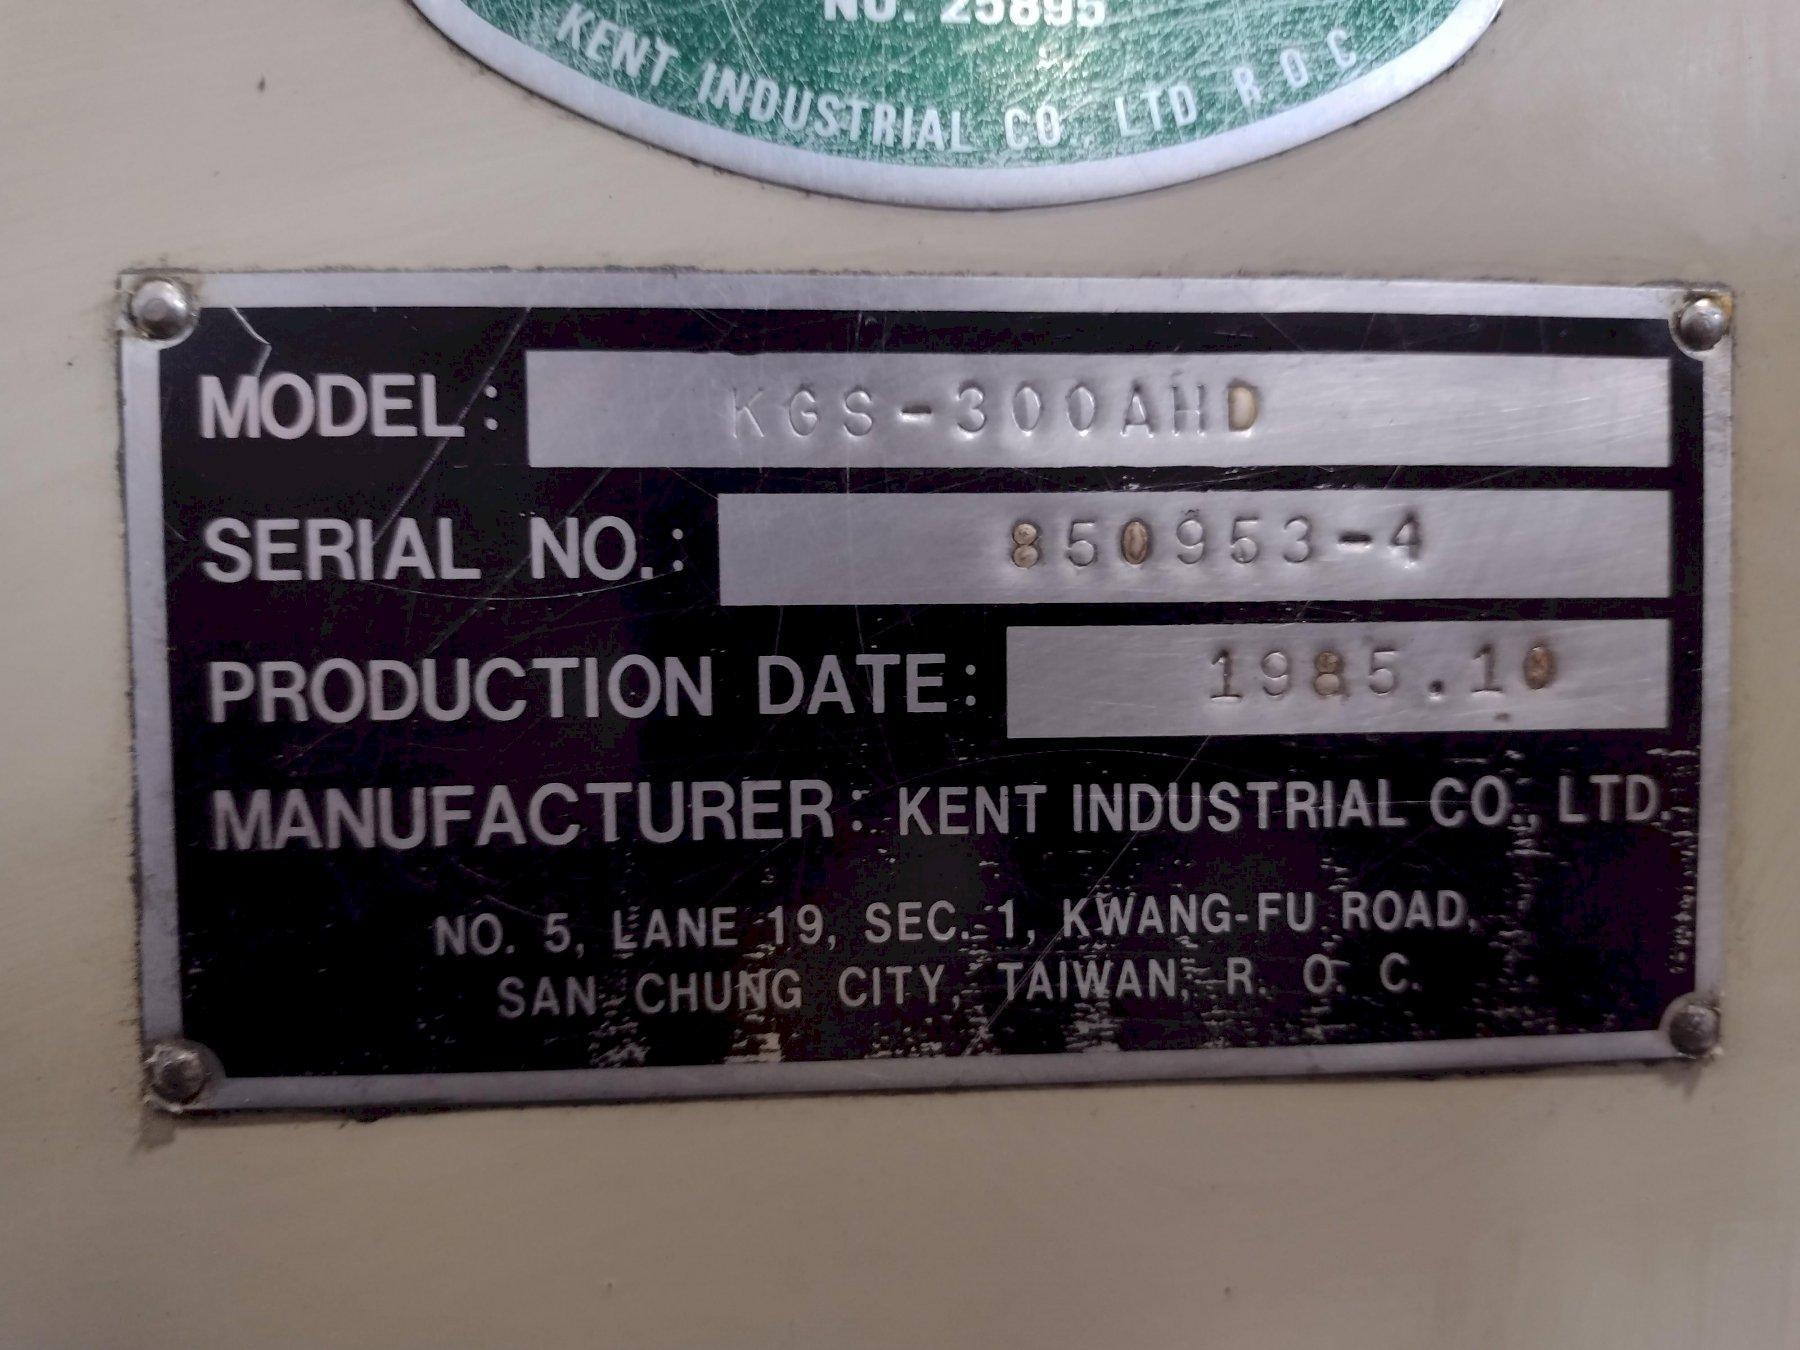 NO. 25895
KENT INDUSTRIAL CO., LTD R O C
MODEL: KGS-300AHD
SERIAL NO.: 850953-4
PRODUCTION DATE: 1985.10
MANUFACTURER: KENT INDUSTRIAL CO. LTD.
NO. 5, LANE 19, SEC. 1, KWANG-FU ROAD,
SAN CHUNG CITY, TAIWAN, R. O. C.